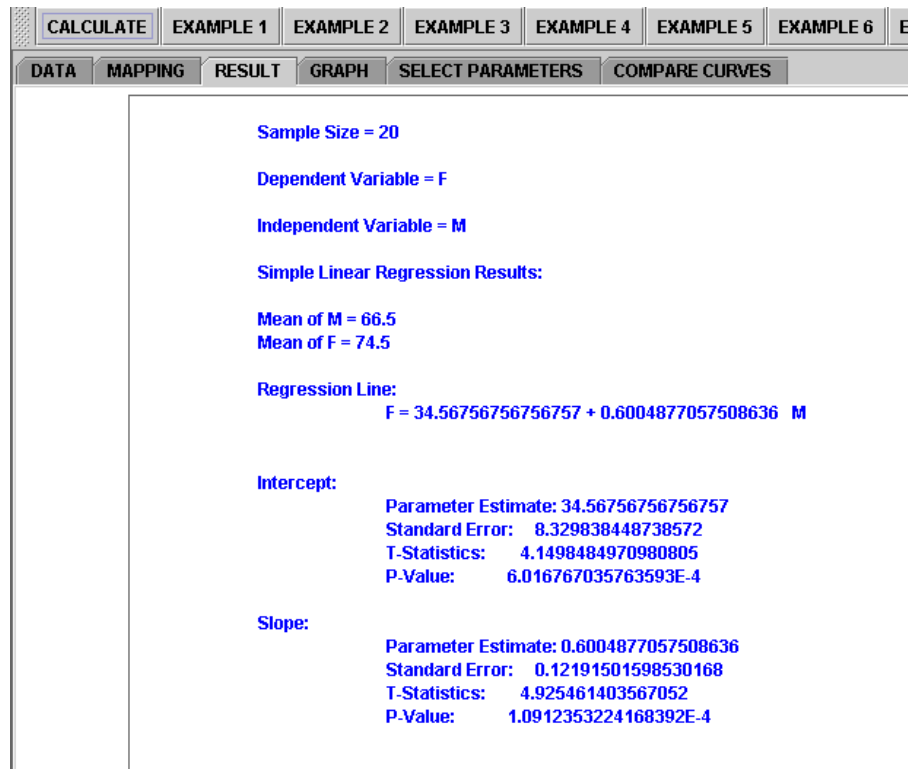 CALCULATE EXAMPLE 1 EXAMPLE 2 EXAMPLE 3 EXAMPLE 4 EXAMPLE 5 EXAMPLE 6 E
DATA MAPPING RESULT GRAPH SELECT PARAMETERS COMPARE CURVES
Sample Size = 20
Dependent Variable = F
Independent Variable = M
Simple Linear Regression Results:
Mean of M = 66.5
Mean of F = 74.5
Regression Line:
F = 34.56756756756757 + 0.6004877057508636 M
Intercept:
Parameter Estimate: 34.56756756756757
Standard Error: 8.329838448738572
T-Statistics: 4.1498484970980805
P-Value: 6.016767035763593E-4
Slope:
Parameter Estimate: 0.6004877057508636
Standard Error: 0.12191501598530168
T-Statistics: 4.925461403567052
P-Value: 1.0912353224168392E-4